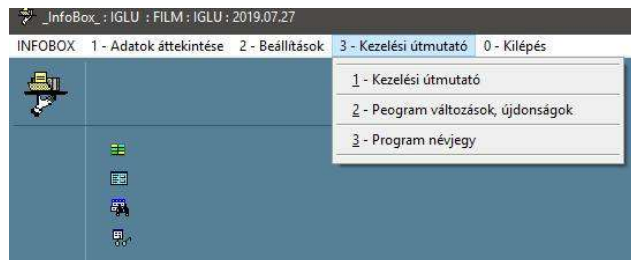 _InfoBox_ : IGLU : FILM : IGLU : 2019.07.27
INFOBOX 1 - Adatok áttekintése 2 - Beállítások 3 - Kezelési útmutató 0 - Kilépés
1 - Kezelési útmutató
2 - Peogram változások, újdonságok
3 - Program névjegy